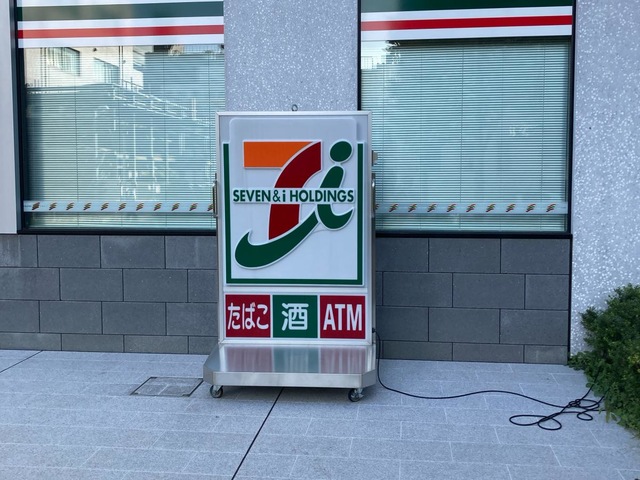 SEVEN & i HOLDINGS
たばこ 酒 ATM